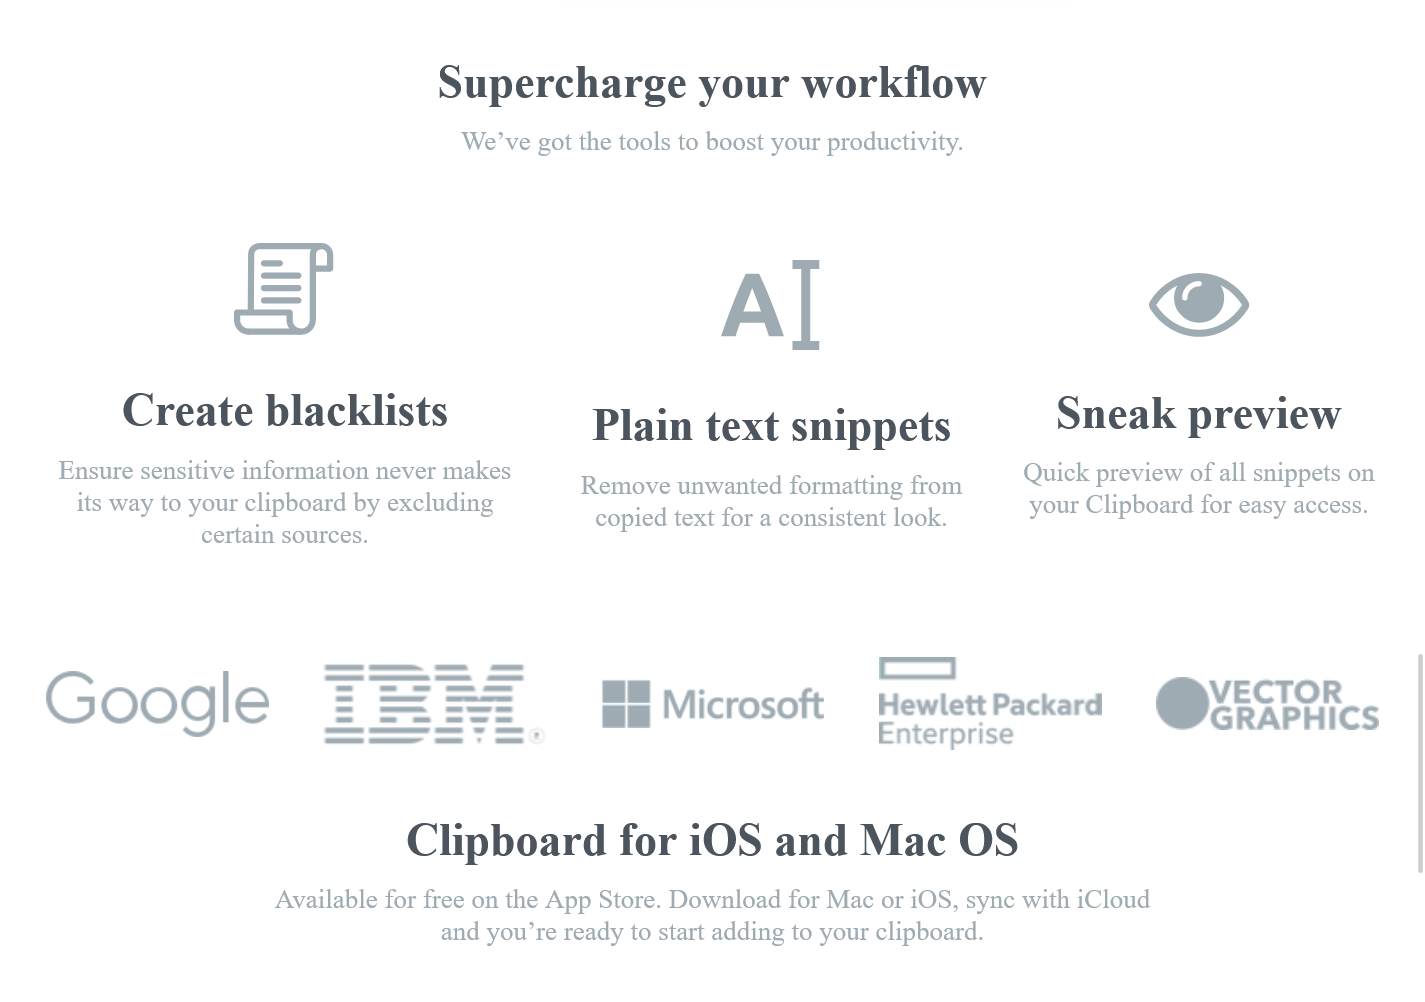 Supercharge your workflow
We’ve got the tools to boost your productivity.
A
Create blacklists
Ensure sensitive information never makes
its way to your clipboard by excluding
certain sources.
Plain text snippets
Remove unwanted formatting from
copied text for a consistent look.
Sneak preview
Quick preview of all snippets on
your Clipboard for easy access.
Google
IBM®
Microsoft
Hewlett Packard
Enterprise
VECTOR
GRAPHICS
Clipboard for iOS and Mac OS
Available for free on the App Store. Download for Mac or iOS, sync with iCloud
and you’re ready to start adding to your clipboard.